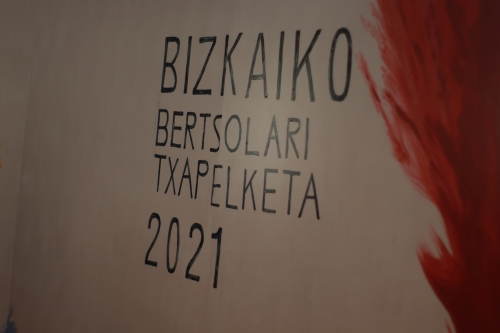 BIZKAIKO
BERTSOLARI
TXAPELKETA
2021